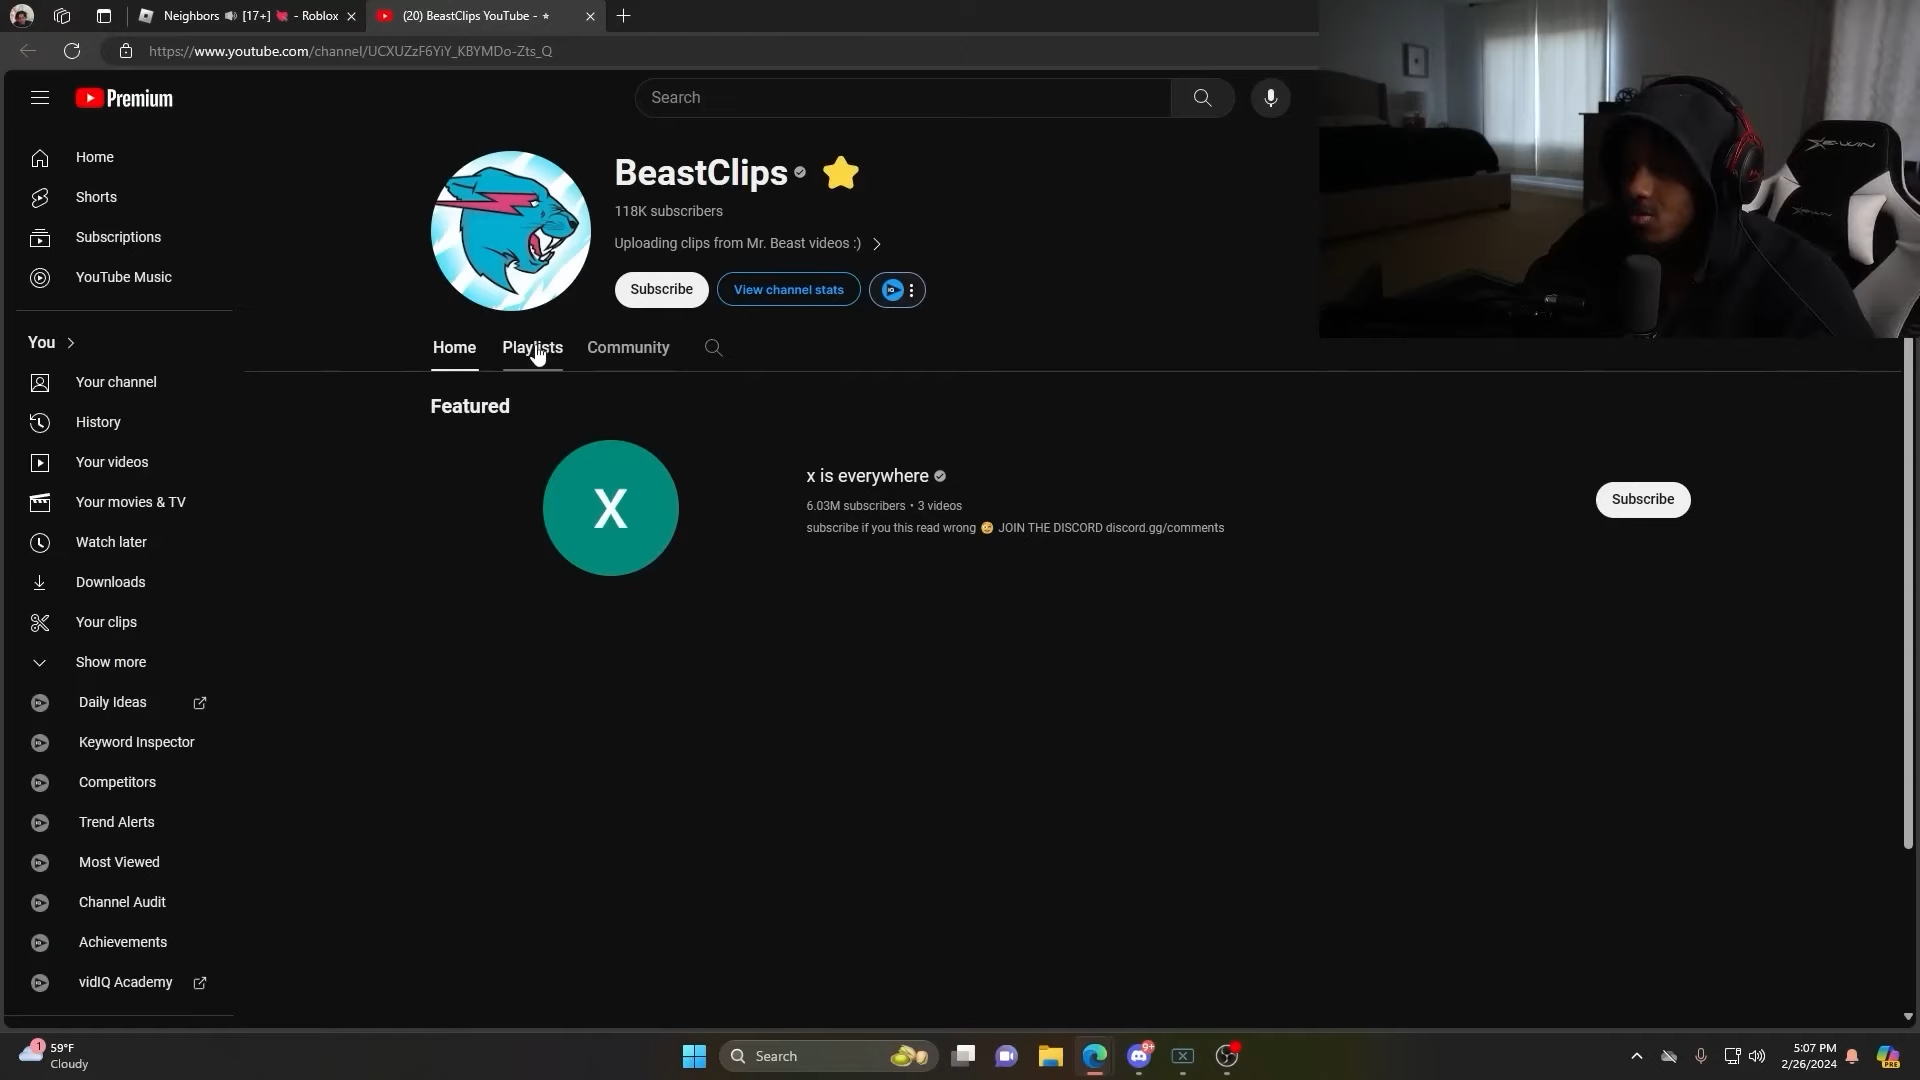 Neighbors 🔊 [17+] 💘 - Roblox
(20) BeastClips YouTube - ★
https://www.youtube.com/channel/UCXUZzF6YiY_KBYMDo-Zts_Q
Premium
Search
Home
Shorts
Subscriptions
YouTube Music
You
Your channel
History
Your videos
Your movies & TV
Watch later
Downloads
Your clips
Show more
Daily Ideas
Keyword Inspector
Competitors
Trend Alerts
Most Viewed
Channel Audit
Achievements
vidIQ Academy
BeastClips
118K subscribers
Uploading clips from Mr. Beast videos :)
Subscribe
View channel stats
Home
Playlists
Community
Featured
X
x is everywhere
6.03M subscribers • 3 videos
subscribe if you this read wrong 🧐 JOIN THE DISCORD discord.gg/comments
Subscribe
1
59°F
Cloudy
Search
9+
5:07 PM
2/26/2024
PRE